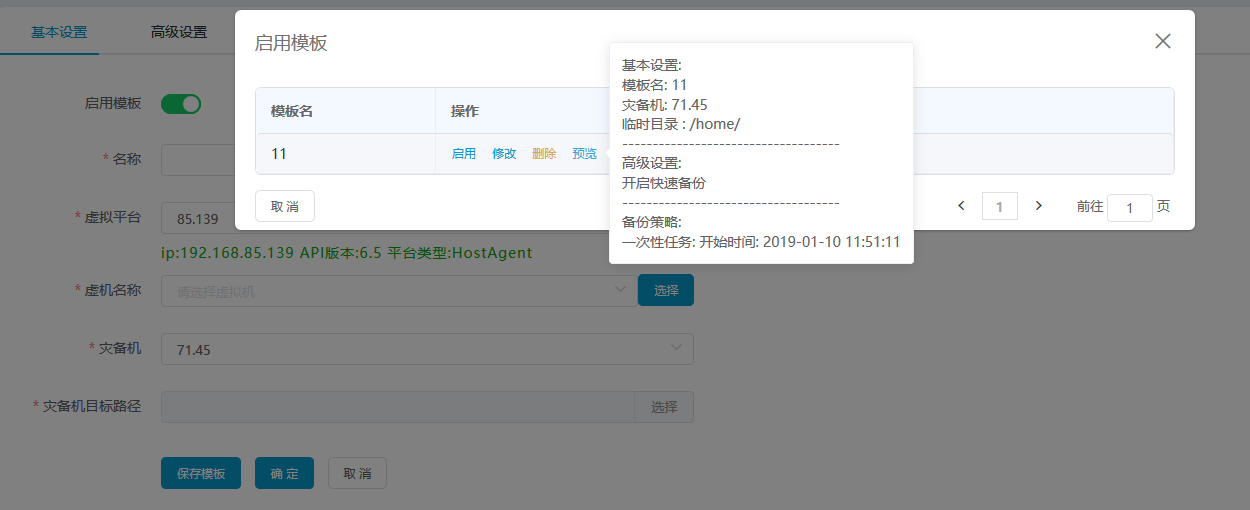 基本设置
高级设置
启用模板
* 名称
* 虚拟平台
85.139
ip:192.168.85.139 API版本:6.5 平台类型:HostAgent
* 虚机名称
请选择虚拟机
选择
* 灾备机
71.45
* 灾备机目标路径
选择
保存模板
确 定
取 消
启用模板
模板名
操作
11
启用
修改
删除
预览
取 消
1
前往 1 页
基本设置:
模板名: 11
灾备机: 71.45
临时目录 : /home/
-----------------------------------
高级设置:
开启快速备份
-----------------------------------
备份策略:
一次性任务: 开始时间: 2019-01-10 11:51:11